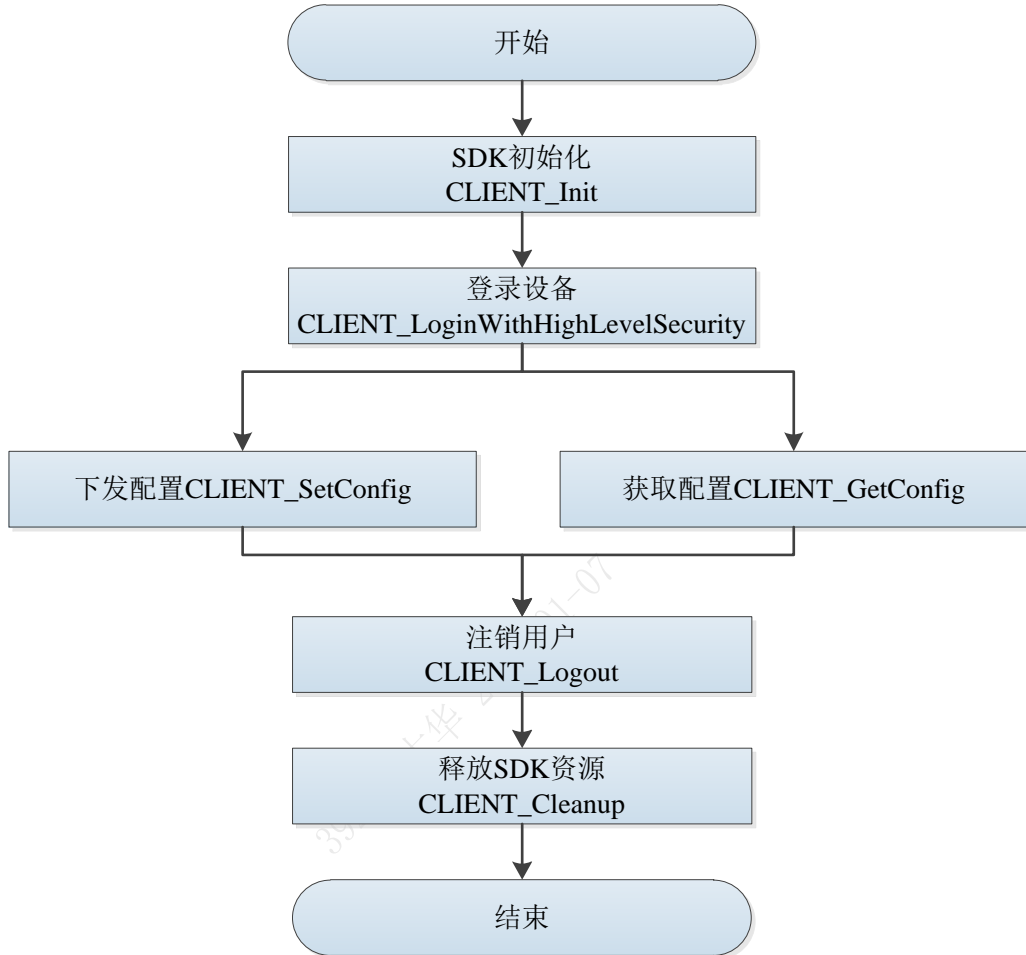 开始
SDK初始化
CLIENT_Init
登录设备
CLIENT_LoginWithHighLevelSecurity
下发配置CLIENT_SetConfig
获取配置CLIENT_GetConfig
注销用户
CLIENT_Logout
释放SDK资源
CLIENT_Cleanup
结束